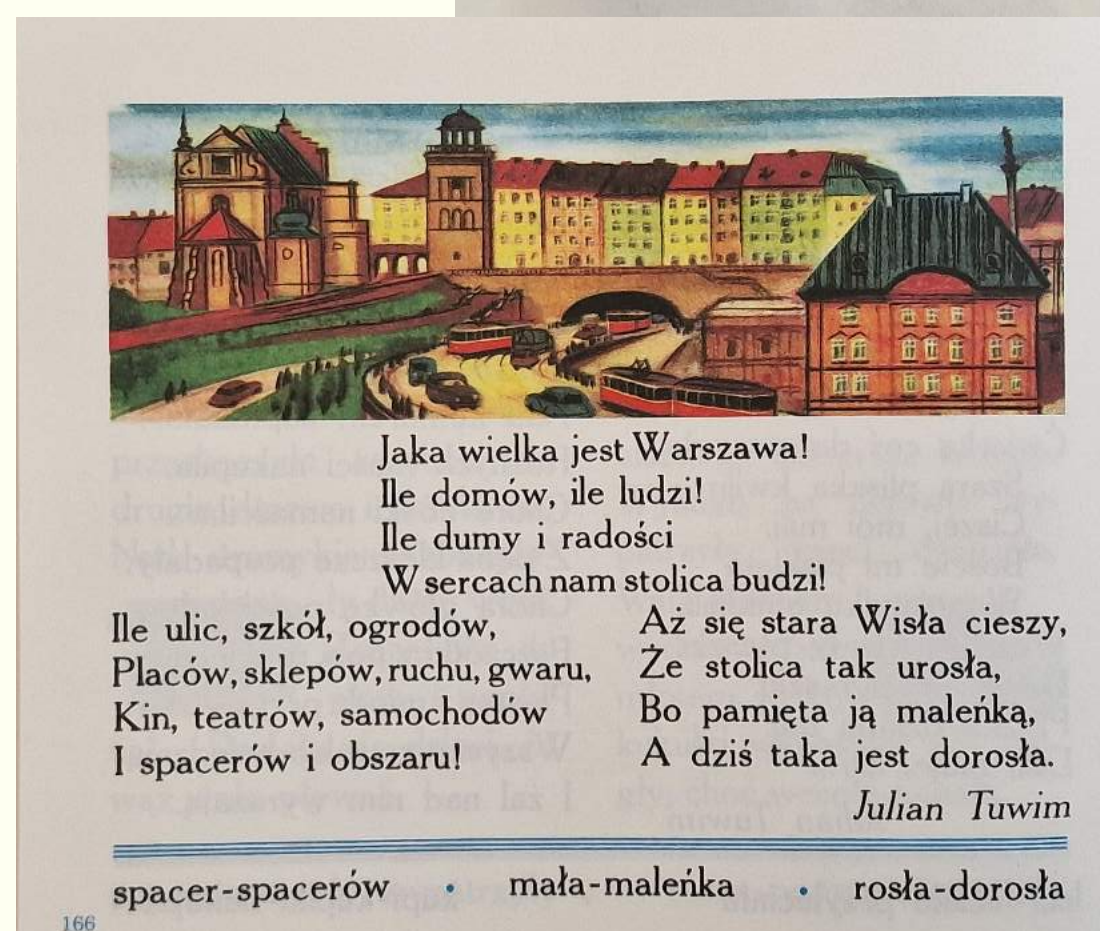 Jaka wielka jest Warszawa!
Ile domów, ile ludzi!
Ile dumy i radości
W sercach nam stolica budzi!
Ile ulic, szkół, ogrodów,
Placów, sklepów, ruchu, gwaru,
Kin, teatrów, samochodów
I spacerów i obszaru!
Aż się stara Wisła cieszy,
Że stolica tak urosła,
Bo pamięta ją maleńką,
A dziś taka jest dorosła.
Julian Tuwim
spacer-spacerów • mała-maleńka • rosła-dorosła
166